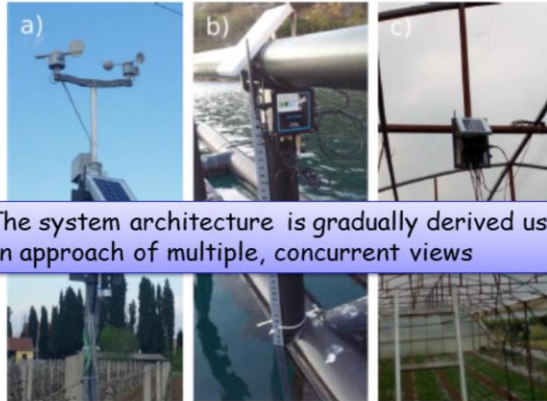 a)
b)
c)
The system architecture is gradually derived us
n approach of multiple, concurrent views